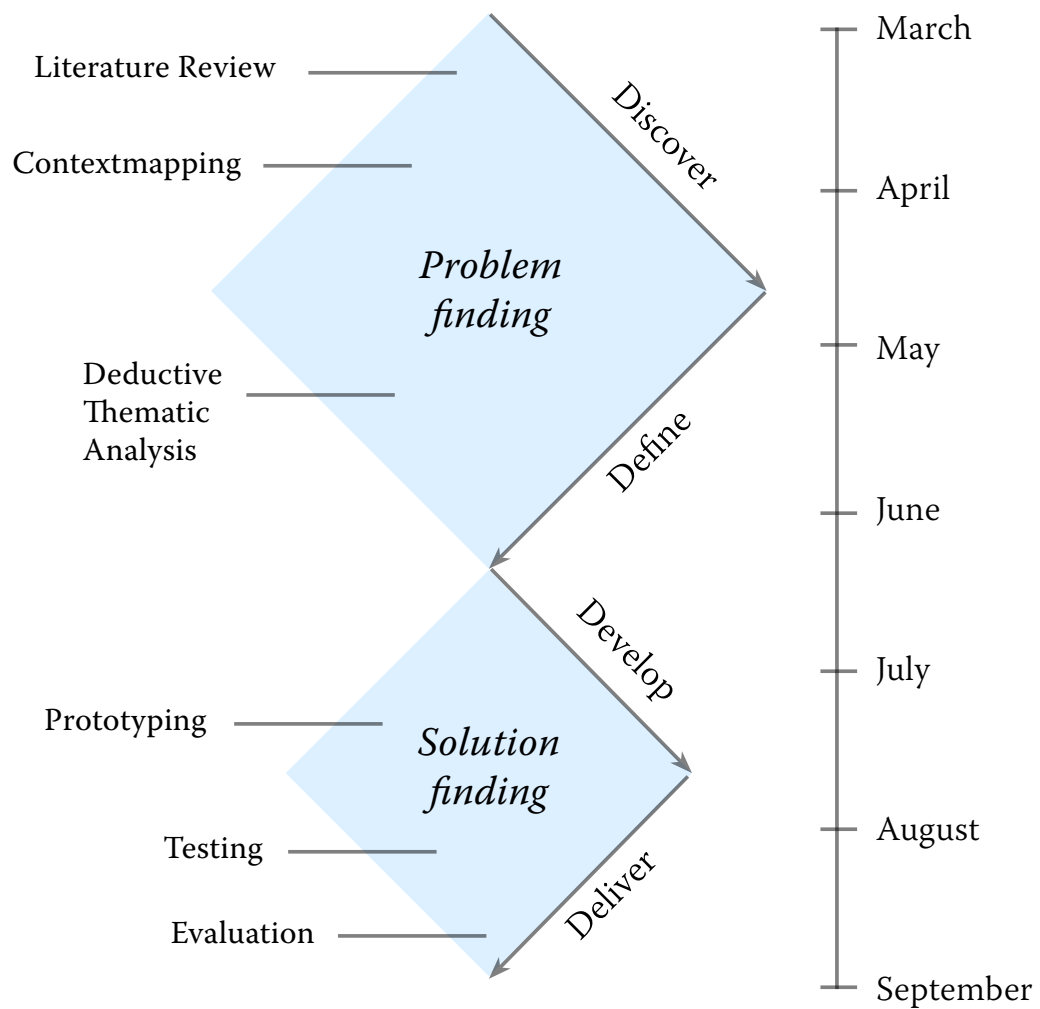 Literature Review
Contextmapping
Problem
finding
Deductive
Thematic
Analysis
Discover
Define
Prototyping
Solution
finding
Testing
Evaluation
Develop
Deliver
March
April
May
June
July
August
September